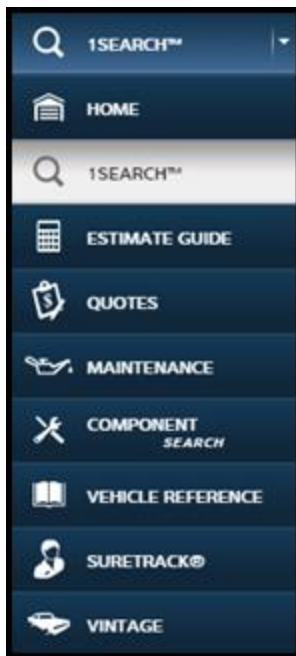 1SEARCH™
HOME
1SEARCH™
ESTIMATE GUIDE
QUOTES
MAINTENANCE
COMPONENT
SEARCH
VEHICLE REFERENCE
SURETRACK®
VINTAGE